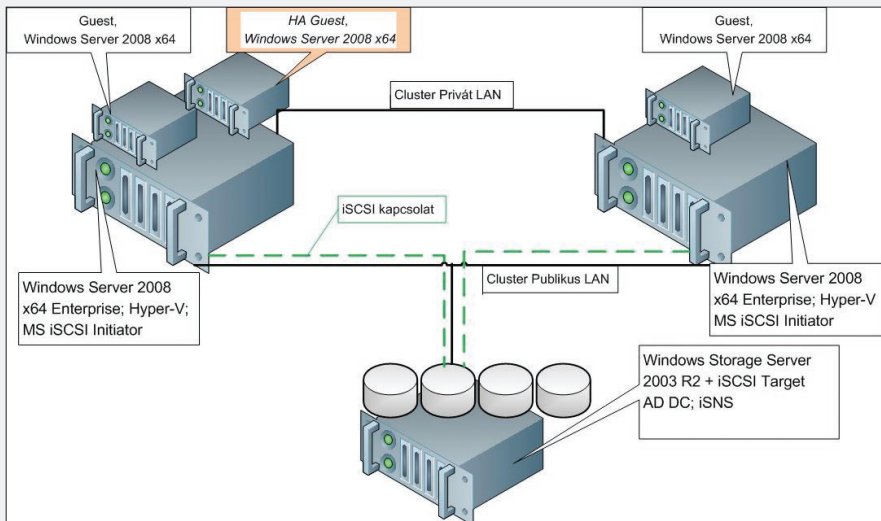 Guest,
Windows Server 2008 x64
HA Guest,
Windows Server 2008 x64
Guest,
Windows Server 2008 x64
Cluster Privát LAN
iSCSI kapcsolat
Cluster Publikus LAN
Windows Server 2008
x64 Enterprise; Hyper-V;
MS iSCSI Initiator
Windows Server 2008
x64 Enterprise; Hyper-V
MS iSCSI Initiator
Windows Storage Server
2003 R2 + iSCSI Target
AD DC; iSNS